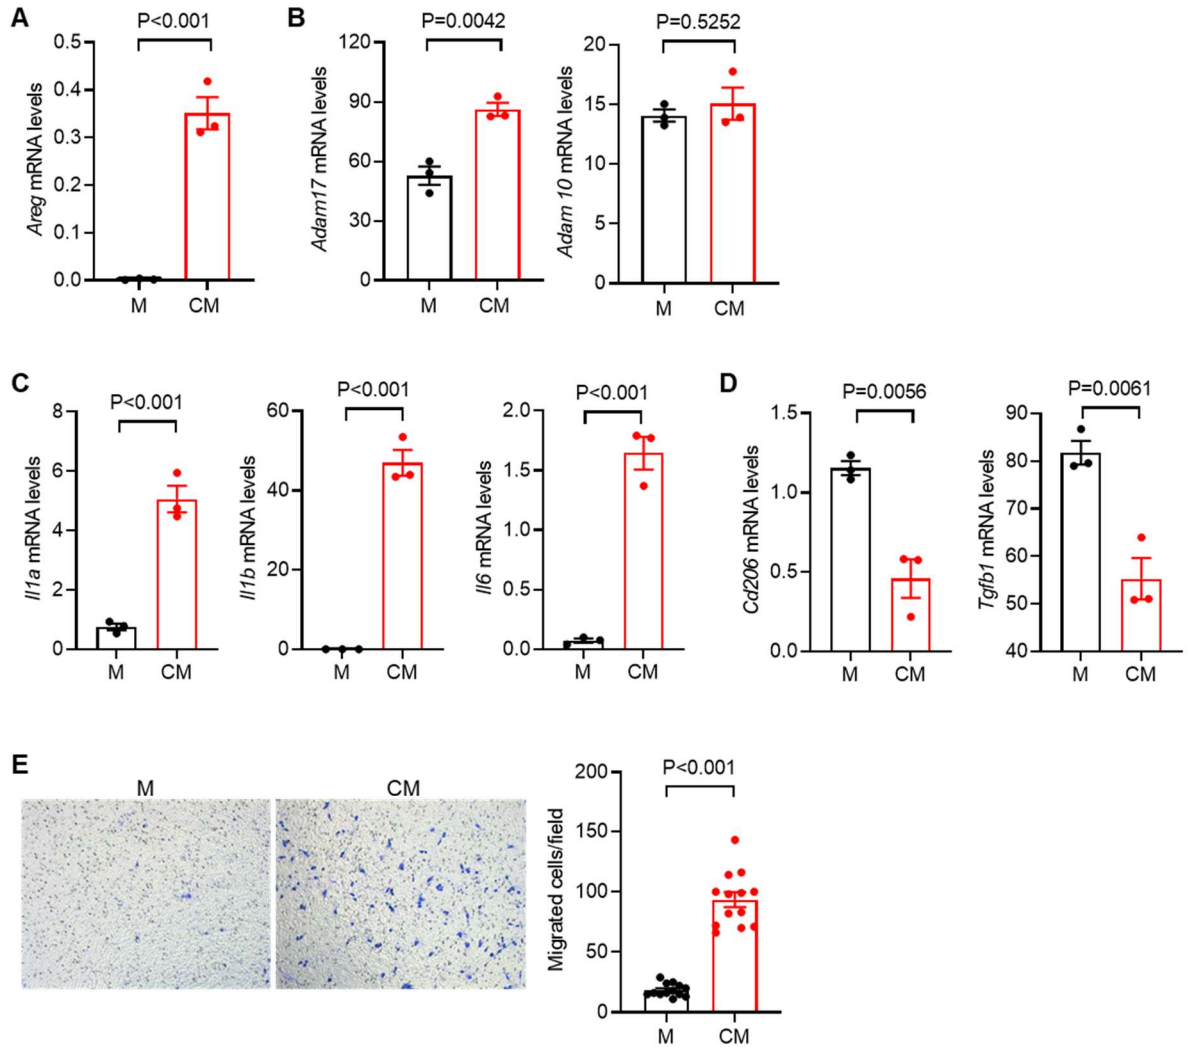 A
P<0.001
Areg mRNA levels
0.5
0.4
0.3
0.2
0.1
0.0
M CM
B
P=0.0042
Adam17 mRNA levels
120
90
60
30
0
M CM
P=0.5252
Adam 10 mRNA levels
20
15
10
5
0
M CM
C
P<0.001
Il1a mRNA levels
8
6
4
2
0
M CM
P<0.001
Il1b mRNA levels
60
40
20
0
M CM
P<0.001
Il6 mRNA levels
2.0
1.5
1.0
0.5
0.0
M CM
D
P=0.0056
Cd206 mRNA levels
1.5
1.0
0.5
0.0
M CM
P=0.0061
Tgfb1 mRNA levels
90
80
70
60
50
40
M CM
E
M CM
P<0.001
Migrated cells/field
200
150
100
50
0
M CM